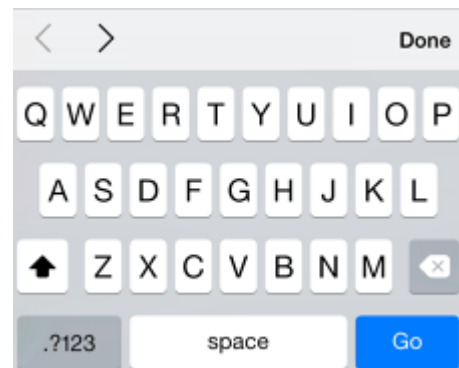 Done
Q W E R T Y U I O P
A S D F G H J K L
Z X C V B N M
.?123 space Go